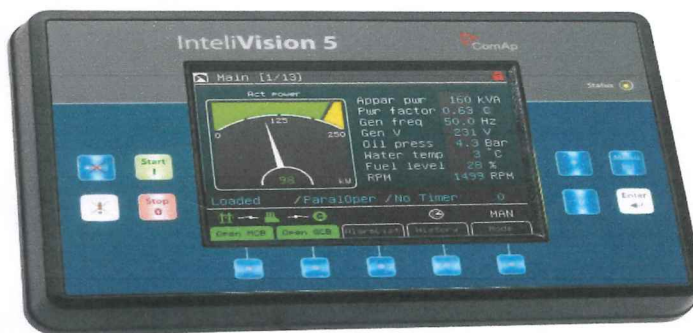 InteliVision 5
ComAp
Main [1/13]
Status
Act power
0 125 250
98 kW
Appar pwr 160 kVA
Pwr factor 0.63 C
Gen freq 50.0 Hz
Gen V 231 V
Oil press 4.3 Bar
Water temp 3 °C
Fuel level 28 %
RPM 1499 RPM
Start
I
Stop
0
Enter
Loaded /ParalOper /No Timer 0
MAN
Open MCB Open GCB AlarmList History Mode